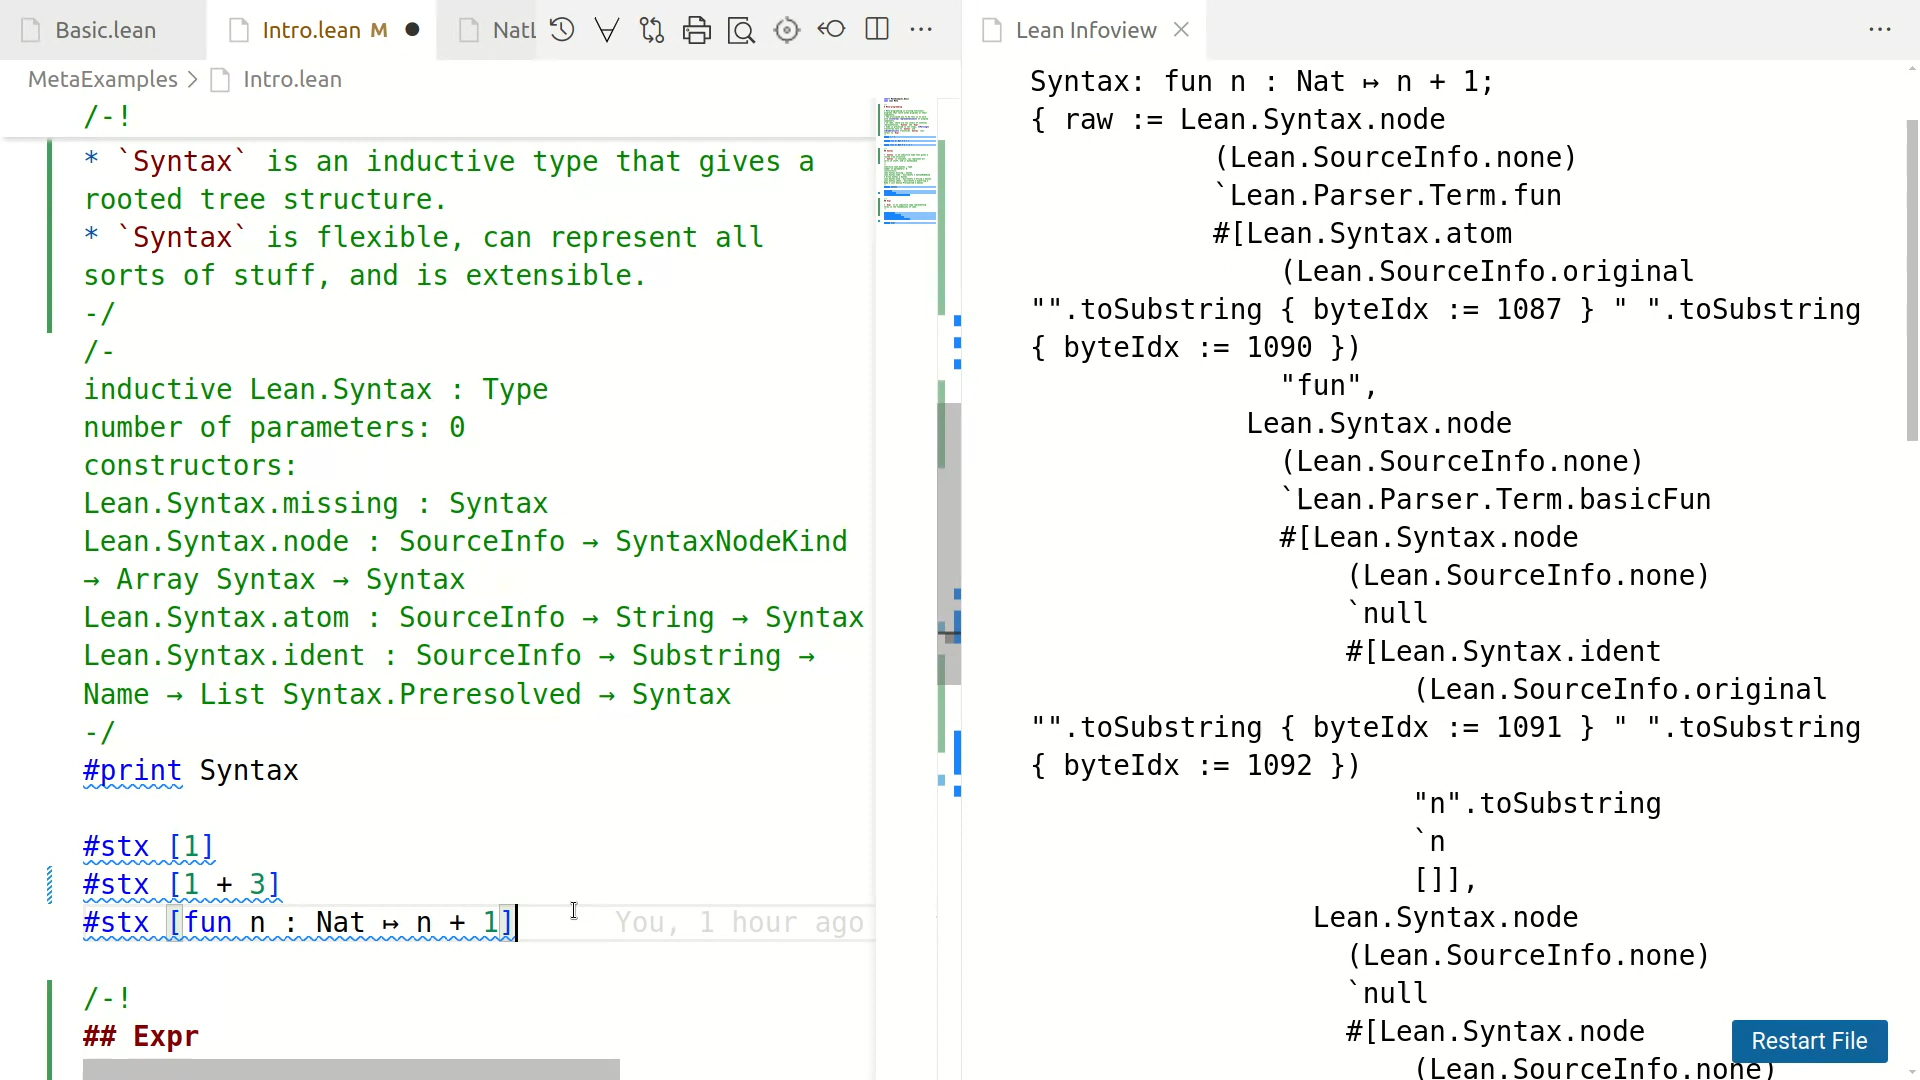 Basic.lean
Intro.lean M
Nat
Lean Infoview
MetaExamples > Intro.lean
/-!
* `Syntax` is an inductive type that gives a
rooted tree structure.
* `Syntax` is flexible, can represent all
sorts of stuff, and is extensible.
-/
/-
inductive Lean.Syntax : Type
number of parameters: 0
constructors:
Lean.Syntax.missing : Syntax
Lean.Syntax.node : SourceInfo → SyntaxNodeKind
→ Array Syntax → Syntax
Lean.Syntax.atom : SourceInfo → String → Syntax
Lean.Syntax.ident : SourceInfo → Substring →
Name → List Syntax.Preresolved → Syntax
-/
#print Syntax
#stx [1]
#stx [1 + 3]
#stx [fun n : Nat ↦ n + 1] You, 1 hour ago
/-!
## Expr
Syntax: fun n : Nat ↦ n + 1;
{ raw := Lean.Syntax.node
(Lean.SourceInfo.none)
`Lean.Parser.Term.fun
#[Lean.Syntax.atom
(Lean.SourceInfo.original
"".toSubstring { byteIdx := 1087 } " ".toSubstring
{ byteIdx := 1090 })
"fun",
Lean.Syntax.node
(Lean.SourceInfo.none)
`Lean.Parser.Term.basicFun
#[Lean.Syntax.node
(Lean.SourceInfo.none)
`null
#[Lean.Syntax.ident
(Lean.SourceInfo.original
"".toSubstring { byteIdx := 1091 } " ".toSubstring
{ byteIdx := 1092 })
"n".toSubstring
`n
[]],
Lean.Syntax.node
(Lean.SourceInfo.none)
`null
#[Lean.Syntax.node
(Lean.SourceInfo.none)
Restart File